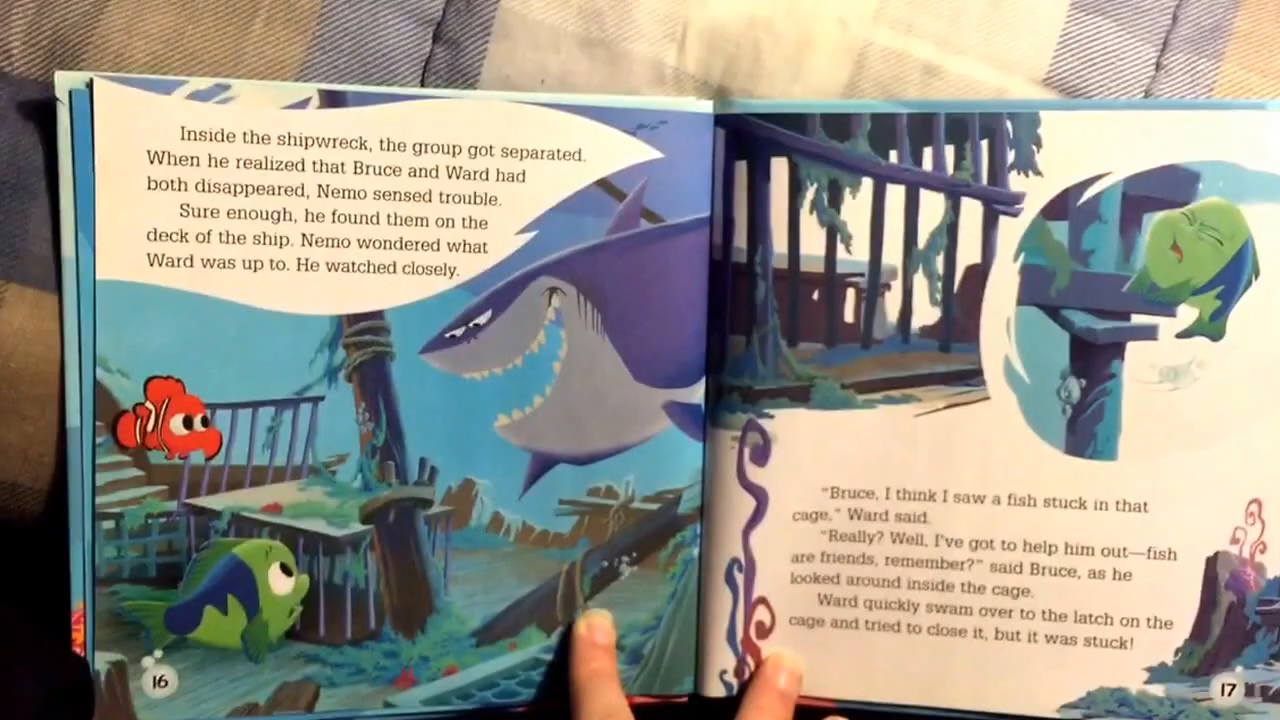 Inside the shipwreck, the group got separated.
When he realized that Bruce and Ward had
both disappeared, Nemo sensed trouble.
Sure enough, he found them on the
deck of the ship. Nemo wondered what
Ward was up to. He watched closely.
16
"Bruce, I think I saw a fish stuck in that
cage," Ward said.
"Really? Well, I've got to help him out—fish
are friends, remember?" said Bruce, as he
looked around inside the cage.
Ward quickly swam over to the latch on the
cage and tried to close it, but it was stuck!
17